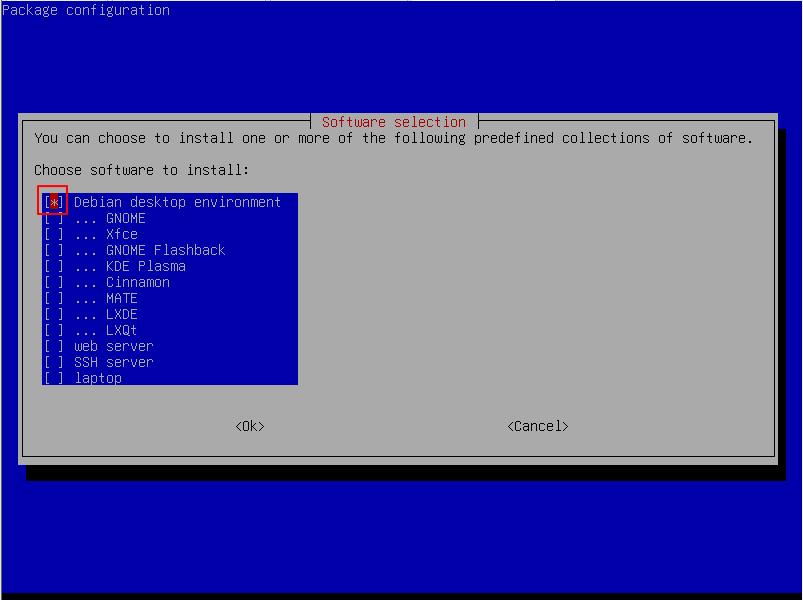 Package configuration
Software selection
You can choose to install one or more of the following predefined collections of software.
Choose software to install:
[*] Debian desktop environment
[ ] ... GNOME
[ ] ... Xfce
[ ] ... GNOME Flashback
[ ] ... KDE Plasma
[ ] ... Cinnamon
[ ] ... MATE
[ ] ... LXDE
[ ] ... LXQt
[ ] web server
[ ] SSH server
[ ] laptop
<Ok> <Cancel>